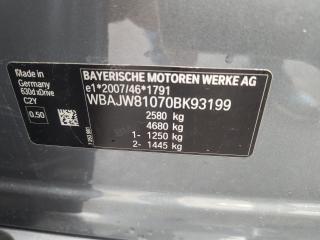 Made in
Germany
630d xDrive
C2Y
0.50
BAYERISCHE MOTOREN WERKE AG
e1*2007/46*1791
WBAJW81070BK93199
2580 kg
4680 kg
1- 1250 kg
2- 1445 kg